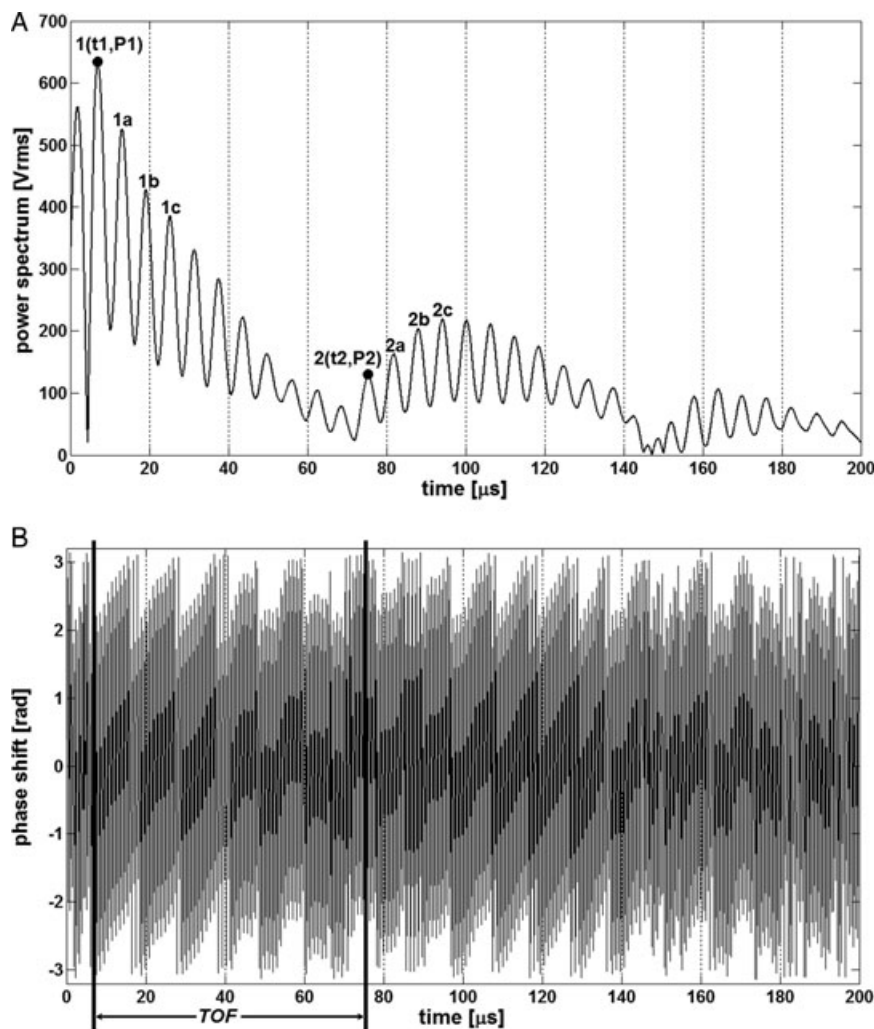 A
power spectrum [Vrms]
700
600
500
400
300
200
100
0
1(t1,P1)
1a
1b
1c
2(t2,P2)
2a
2b
2c
0 20 40 60 80 100 120 140 160 180 200
time [μs]
B
phase shift [rad]
3
2
1
0
-1
-2
-3
0 20 40 60 80 100 120 140 160 180 200
TOF
time [μs]